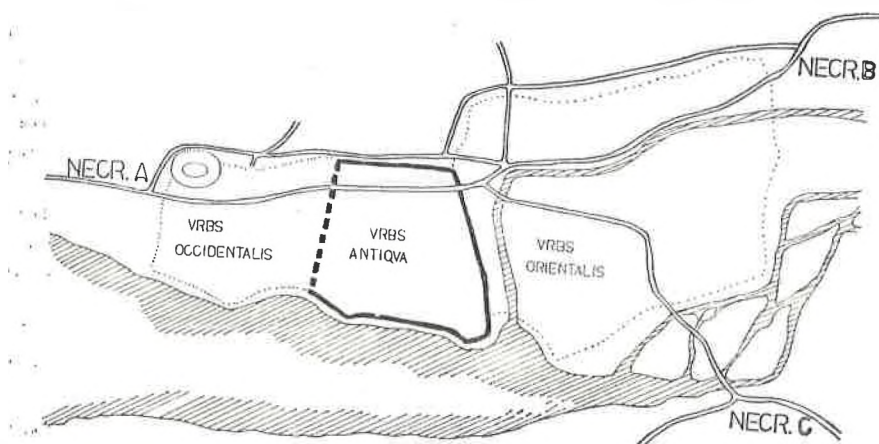 NECR. B
NECR. A
VRBS
OCCIDENTALIS
VRBS
ANTIQVA
VRBS
ORIENTALIS
NECR. C